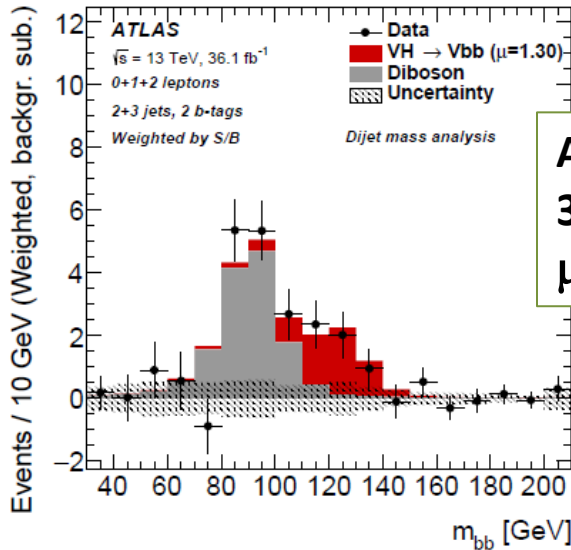 ATLAS
√s = 13 TeV, 36.1 fb⁻¹
0+1+2 leptons
2+3 jets, 2 b-tags
Weighted by S/B
Data
VH → Vbb (μ=1.30)
Diboson
Uncertainty
Dijet mass analysis
A
3
μ
Events / 10 GeV (Weighted, backgr. sub.)
12
10
8
6
4
2
0
−2
40 60 80 100 120 140 160 180 200
m_bb [GeV]